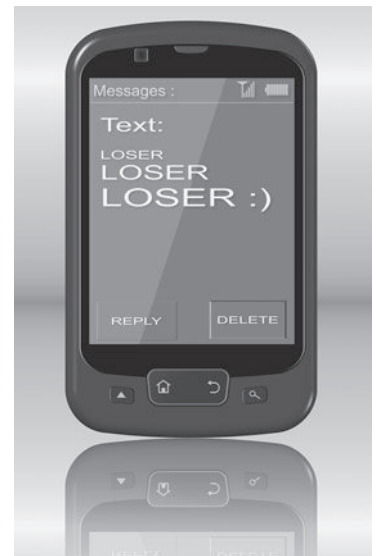 Messages :
Text:
LOSER
LOSER
LOSER :)
REPLY
DELETE